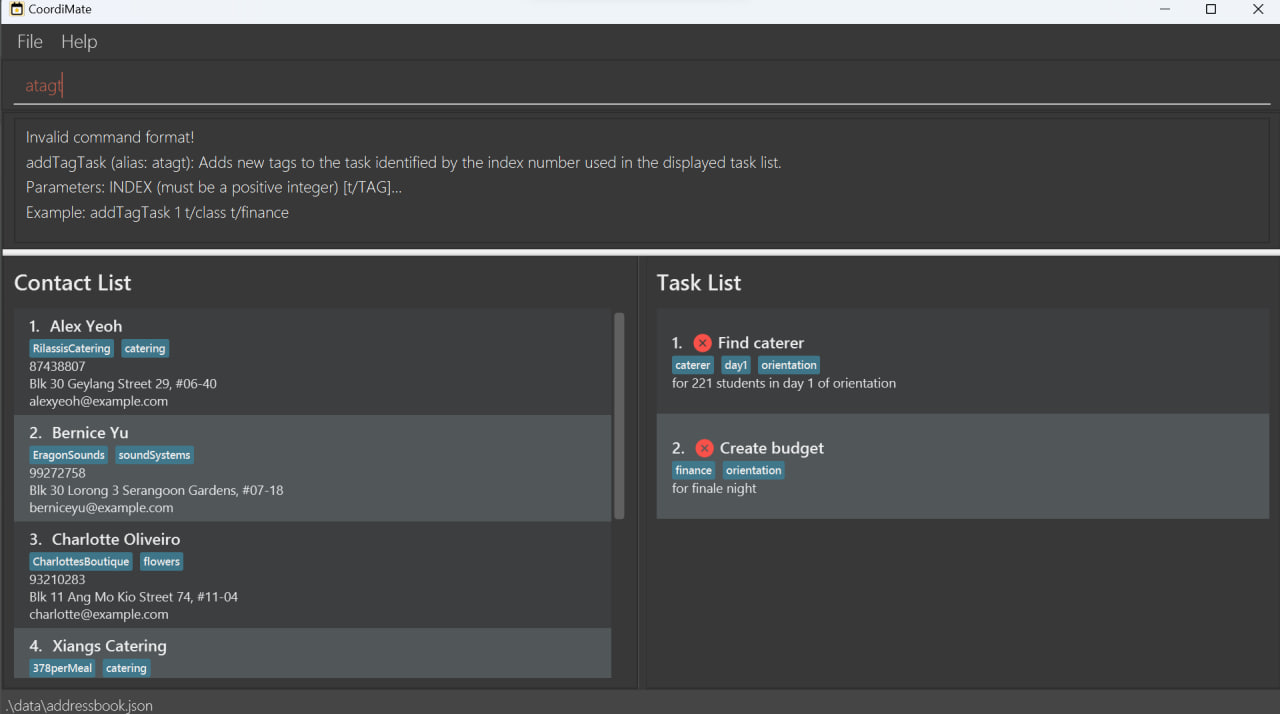 CoordiMate
File Help
atagt
Invalid command format!
addTagTask (alias: atagt): Adds new tags to the task identified by the index number used in the displayed task list.
Parameters: INDEX (must be a positive integer) [t/TAG]...
Example: addTagTask 1 t/class t/finance
Contact List
1. Alex Yeoh
RilassisCatering catering
87438807
Blk 30 Geylang Street 29, #06-40
alexyeoh@example.com
2. Bernice Yu
EragonSounds soundSystems
99272758
Blk 30 Lorong 3 Serangoon Gardens, #07-18
berniceyu@example.com
3. Charlotte Oliveiro
CharlottesBoutique flowers
93210283
Blk 11 Ang Mo Kio Street 74, #11-04
charlotte@example.com
4. Xiangs Catering
378perMeal catering
Task List
1. Find caterer
caterer day1 orientation
for 221 students in day 1 of orientation
2. Create budget
finance orientation
for finale night
.\data\addressbook.json